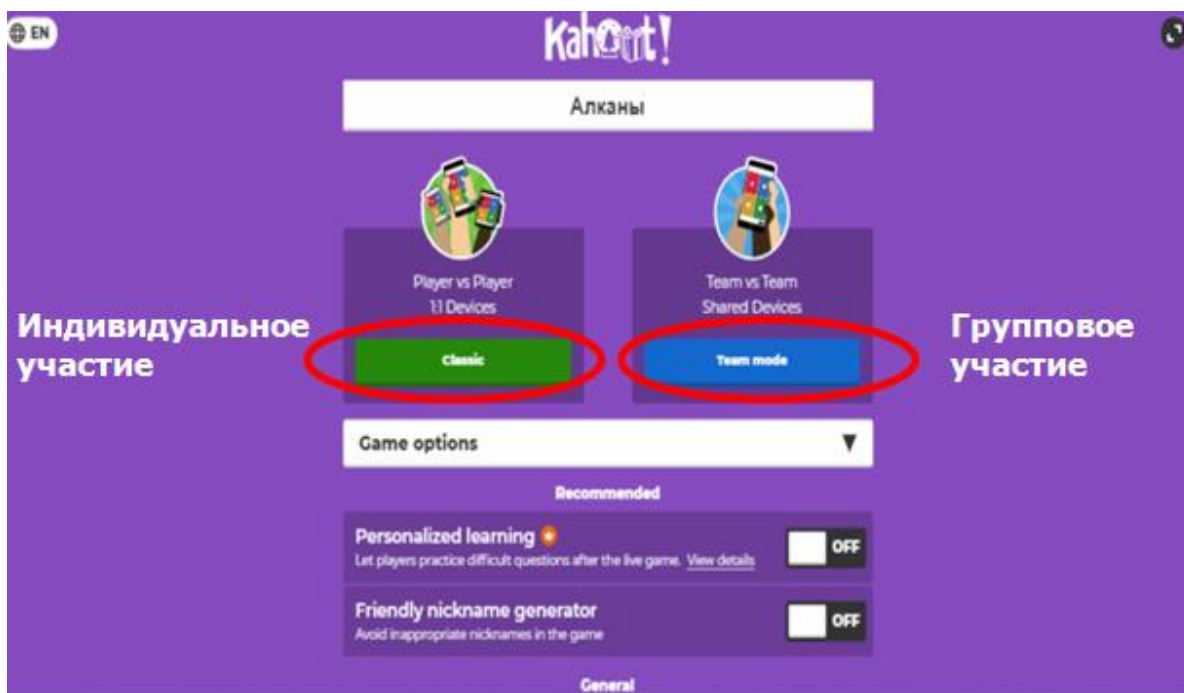 EN
Kahoot!
Алканы
Player vs Player
1:1 Devices
Team vs Team
Shared Devices
Индивидуальное
участие
Classic
Team mode
Групповое
участие
Game options
Recommended
Personalized learning
Let players practice difficult questions after the live game. View details
OFF
Friendly nickname generator
Avoid inappropriate nicknames in the game
OFF
General